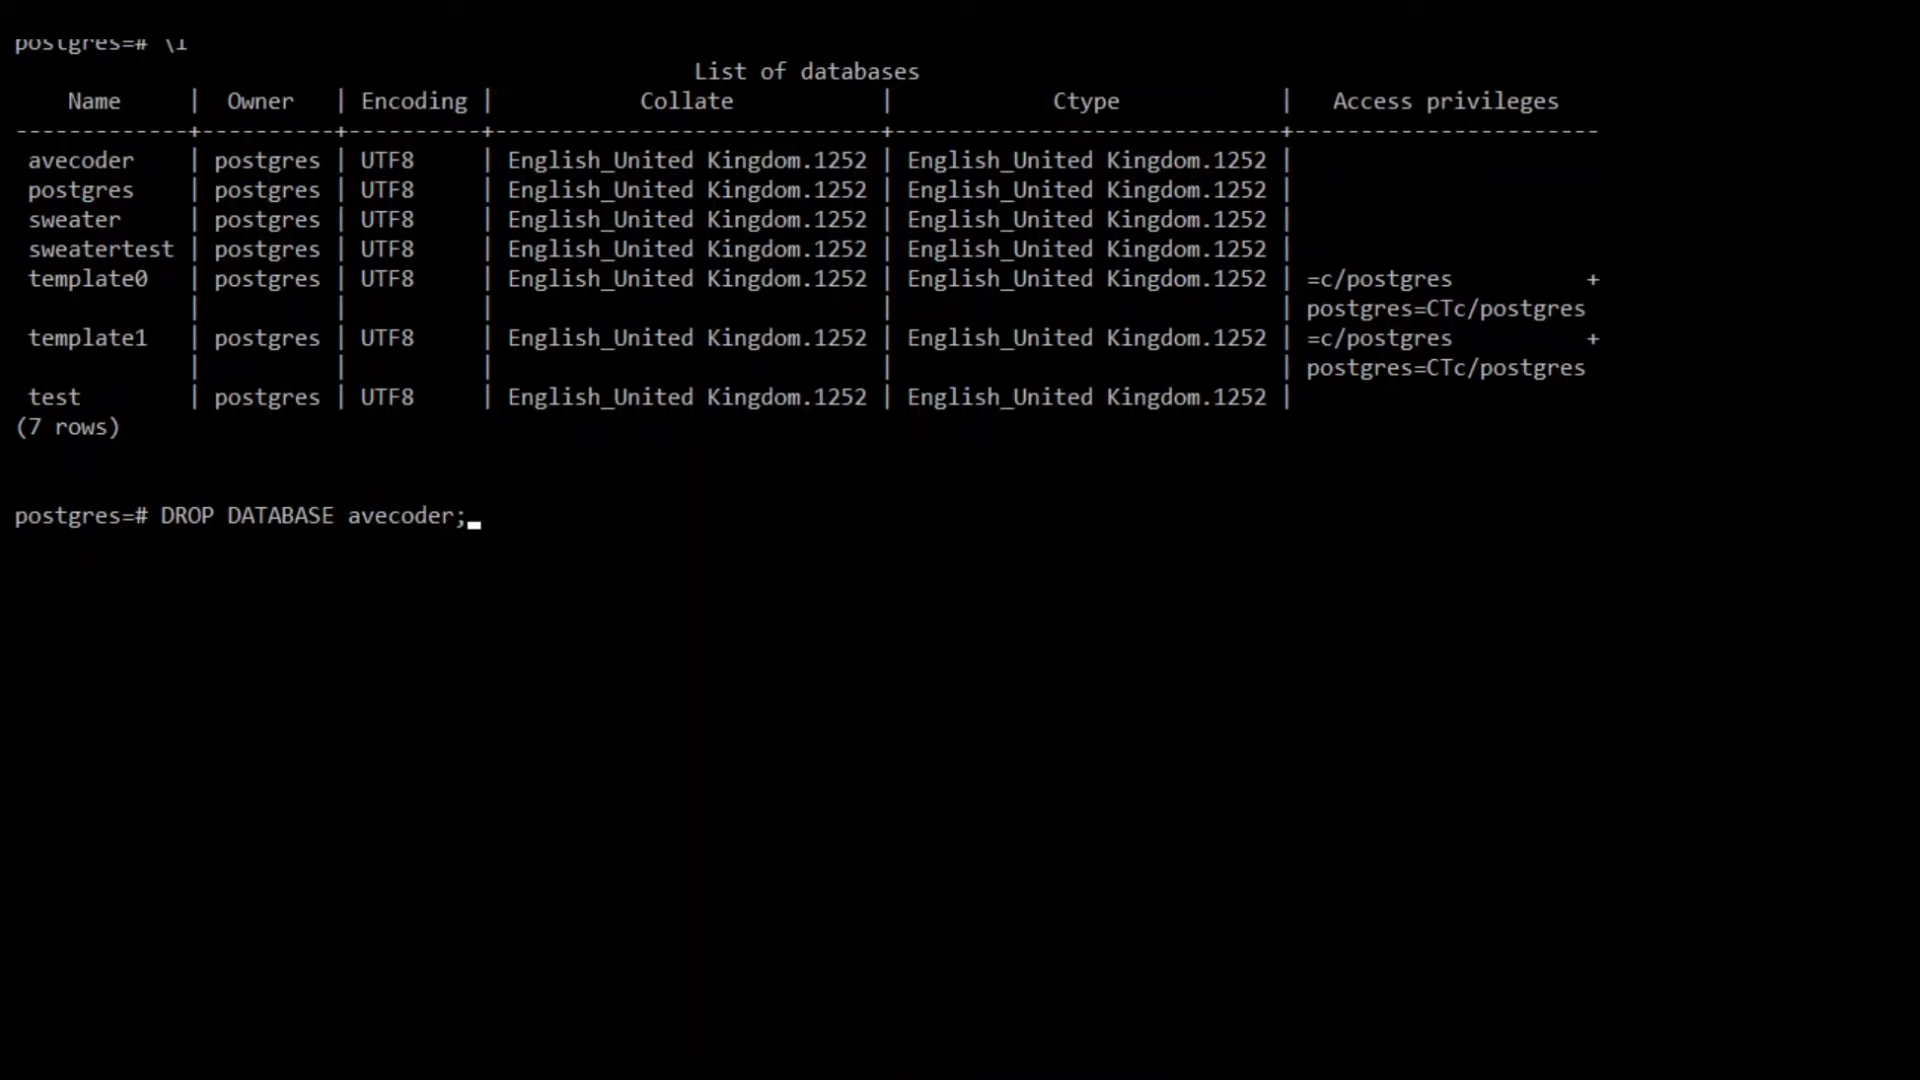 postgres=# \l
List of databases
Name | Owner | Encoding | Collate | Ctype | Access privileges
-------------+----------+----------+-----------------------------+-----------------------------+-----------------------
avecoder | postgres | UTF8 | English_United Kingdom.1252 | English_United Kingdom.1252 |
postgres | postgres | UTF8 | English_United Kingdom.1252 | English_United Kingdom.1252 |
sweater | postgres | UTF8 | English_United Kingdom.1252 | English_United Kingdom.1252 |
sweatertest | postgres | UTF8 | English_United Kingdom.1252 | English_United Kingdom.1252 |
template0 | postgres | UTF8 | English_United Kingdom.1252 | English_United Kingdom.1252 | =c/postgres +
| | | | | postgres=CTc/postgres
template1 | postgres | UTF8 | English_United Kingdom.1252 | English_United Kingdom.1252 | =c/postgres +
| | | | | postgres=CTc/postgres
test | postgres | UTF8 | English_United Kingdom.1252 | English_United Kingdom.1252 |
(7 rows)
postgres=# DROP DATABASE avecoder;